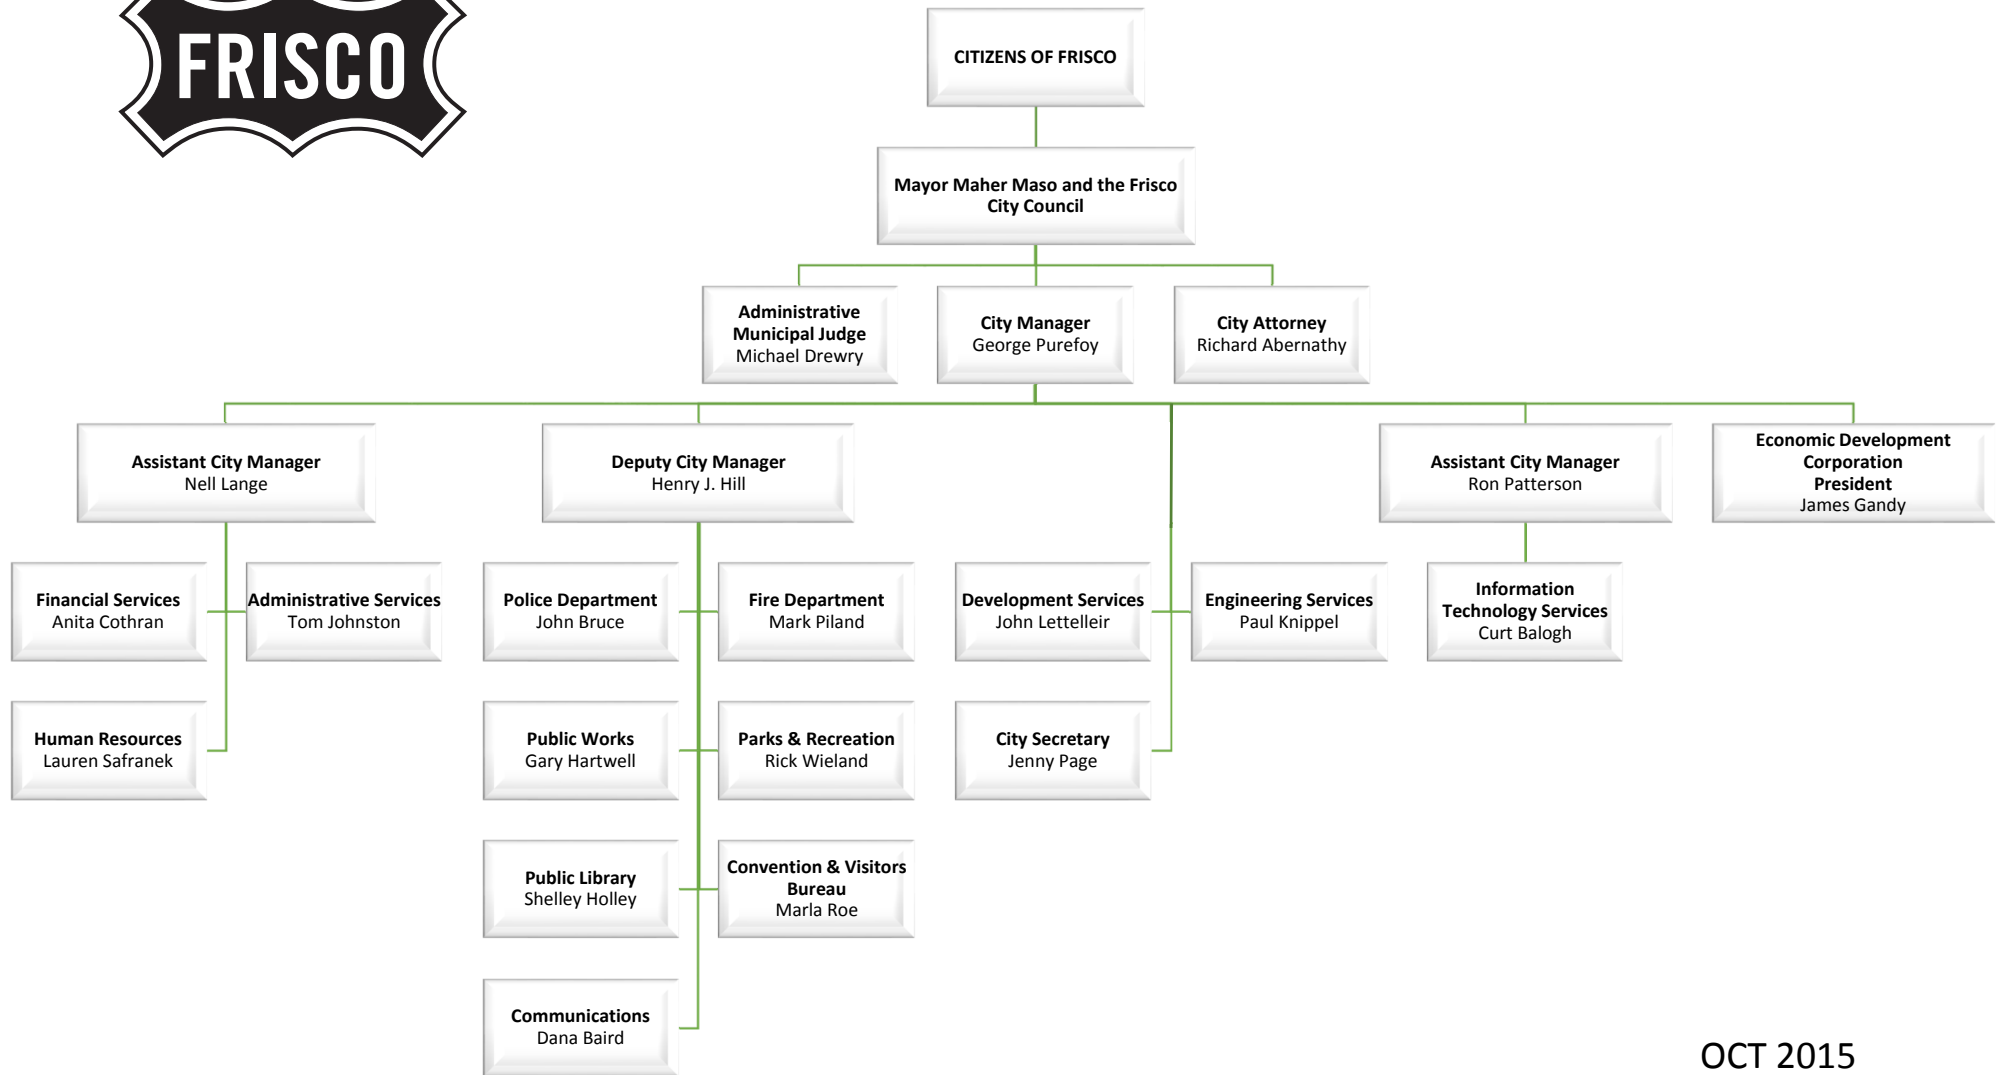 FRISCO
CITIZENS OF FRISCO
Mayor Maher Maso and the Frisco
City Council
Administrative
Municipal Judge
Michael Drewry
City Manager
George Purefoy
City Attorney
Richard Abernathy
Assistant City Manager
Nell Lange
Deputy City Manager
Henry J. Hill
Assistant City Manager
Ron Patterson
Economic Development
Corporation
President
James Gandy
Financial Services
Anita Cothran
Administrative Services
Tom Johnston
Police Department
John Bruce
Fire Department
Mark Piland
Development Services
John Lettelleir
Engineering Services
Paul Knippel
Information
Technology Services
Curt Balogh
Human Resources
Lauren Safranek
Public Works
Gary Hartwell
Parks & Recreation
Rick Wieland
City Secretary
Jenny Page
Public Library
Shelley Holley
Convention & Visitors
Bureau
Marla Roe
Communications
Dana Baird
OCT 2015